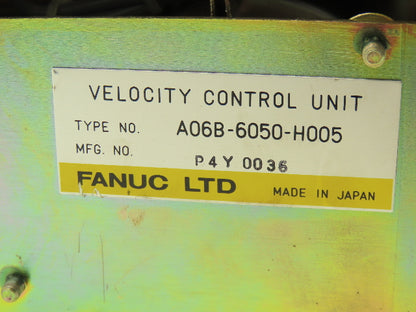 VELOCITY CONTROL UNIT
TYPE NO. A06B-6050-H005
MFG. NO. P4Y 0036
FANUC LTD MADE IN JAPAN